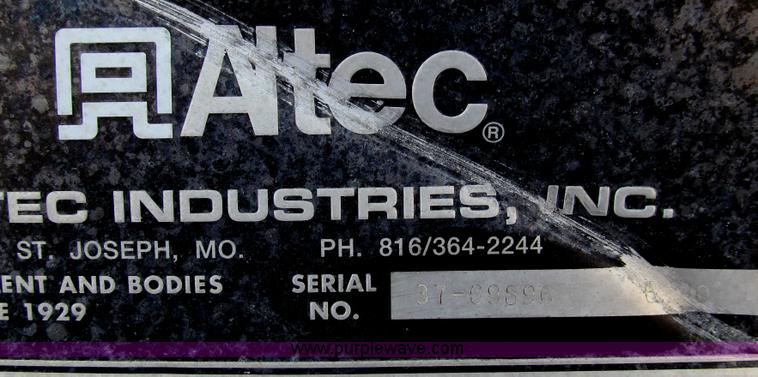 Altec®
TEC INDUSTRIES, INC.
ST. JOSEPH, MO. PH. 816/364-2244
ENT AND BODIES SERIAL
E 1929 NO.
www.purplewave.com